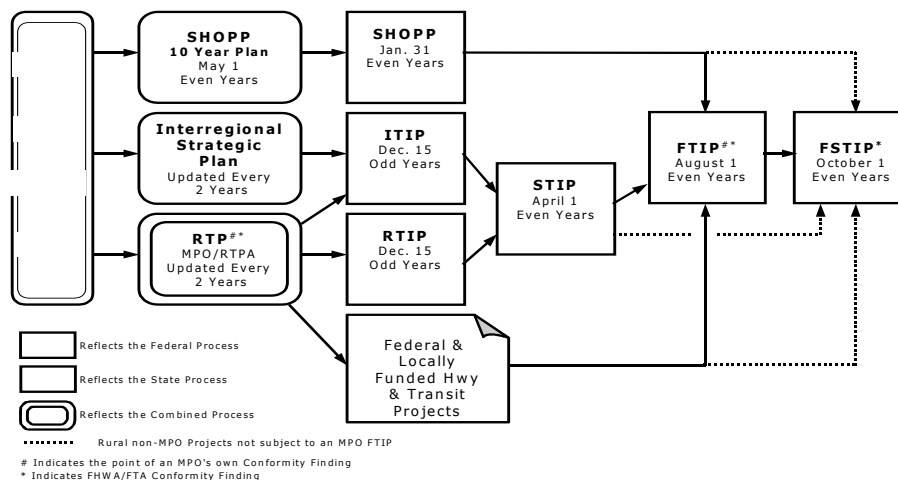 SHOPP
10 Year Plan
May 1
Even Years
SHOPP
Jan. 31
Even Years
Interregional
Strategic
Plan
Updated Every
2 Years
ITIP
Dec. 15
Odd Years
FTIP#*
August 1
Even Years
FSTIP*
October 1
Even Years
STIP
April 1
Even Years
RTP#*
MPO/RTPA
Updated Every
2 Years
RTIP
Dec. 15
Odd Years
Federal &
Locally
Funded Hwy
& Transit
Projects
Reflects the Federal Process
Reflects the State Process
Reflects the Combined Process
Rural non-MPO Projects not subject to an MPO FTIP
# Indicates the point of an MPO's own Conformity Finding
* Indicates FHWA/FTA Conformity Finding